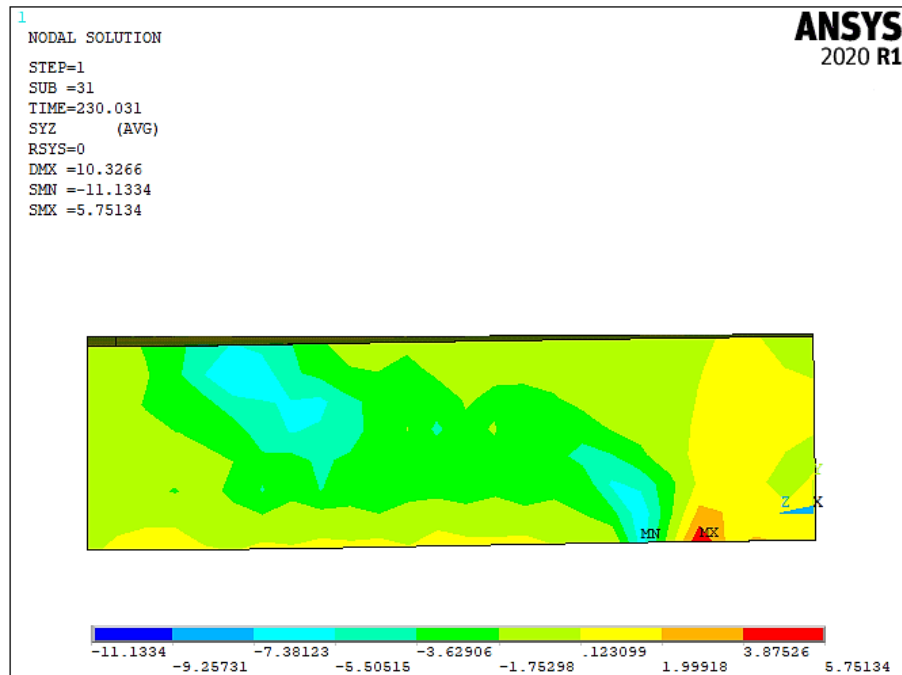 1
ANSYS
2020 R1
NODAL SOLUTION
STEP=1
SUB =31
TIME=230.031
SYZ (AVG)
RSYS=0
DMX =10.3266
SMN =-11.1334
SMX =5.75134
Y
Z X
MN MX
-11.1334 -7.38123 -3.62906 .123099 3.87526
-9.25731 -5.50515 -1.75298 1.99918 5.75134